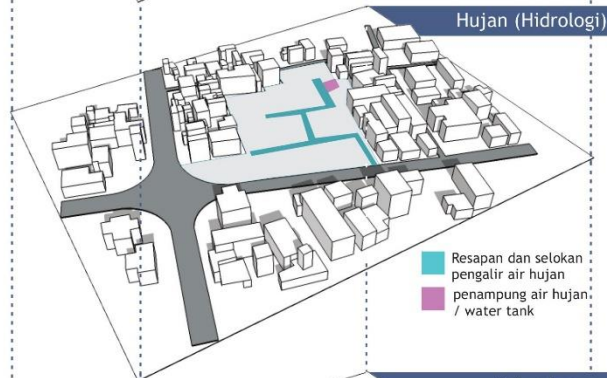 Hujan (Hidrologi)
Resapan dan selokan
pengalir air hujan
penampung air hujan
/ water tank